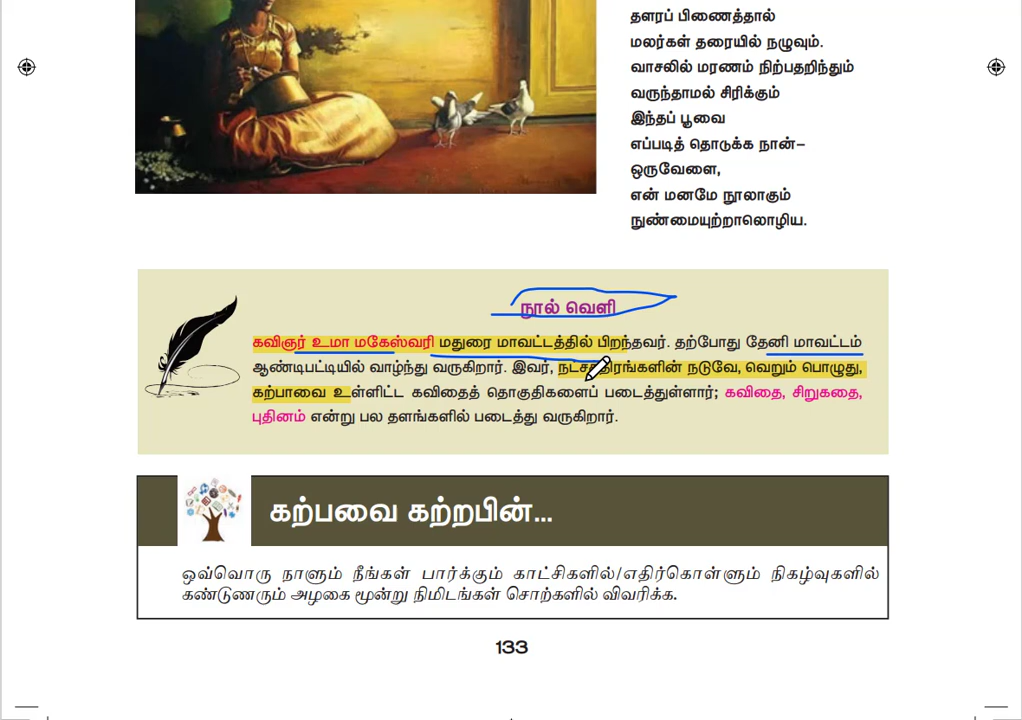 தளரப் பிணைத்தால்
மலர்கள் தரையில் நழுவும்.
வாசலில் மரணம் நிற்பதறிந்தும்
வருந்தாமல் சிரிக்கும்
இந்தப் பூவை
எப்படித் தொடுக்க நான்–
ஒருவேளை,
என் மனமே நூலாகும்
நுண்மையுற்றாலொழிய.
நூல் வெளி
கவிஞர் உமா மகேஸ்வரி மதுரை மாவட்டத்தில் பிறந்தவர். தற்போது தேனி மாவட்டம்
ஆண்டிபட்டியில் வாழ்ந்து வருகிறார். இவர், நட்சத்திரங்களின் நடுவே, வெறும் பொழுது,
கற்பாவை உள்ளிட்ட கவிதைத் தொகுதிகளைப் படைத்துள்ளார்; கவிதை, சிறுகதை,
புதினம் என்று பல தளங்களில் படைத்து வருகிறார்.
கற்பவை கற்றபின்...
ஒவ்வொரு நாளும் நீங்கள் பார்க்கும் காட்சிகளில்/எதிர்கொள்ளும் நிகழ்வுகளில்
கண்டுணரும் அழகை மூன்று நிமிடங்கள் சொற்களில் விவரிக்க.
133